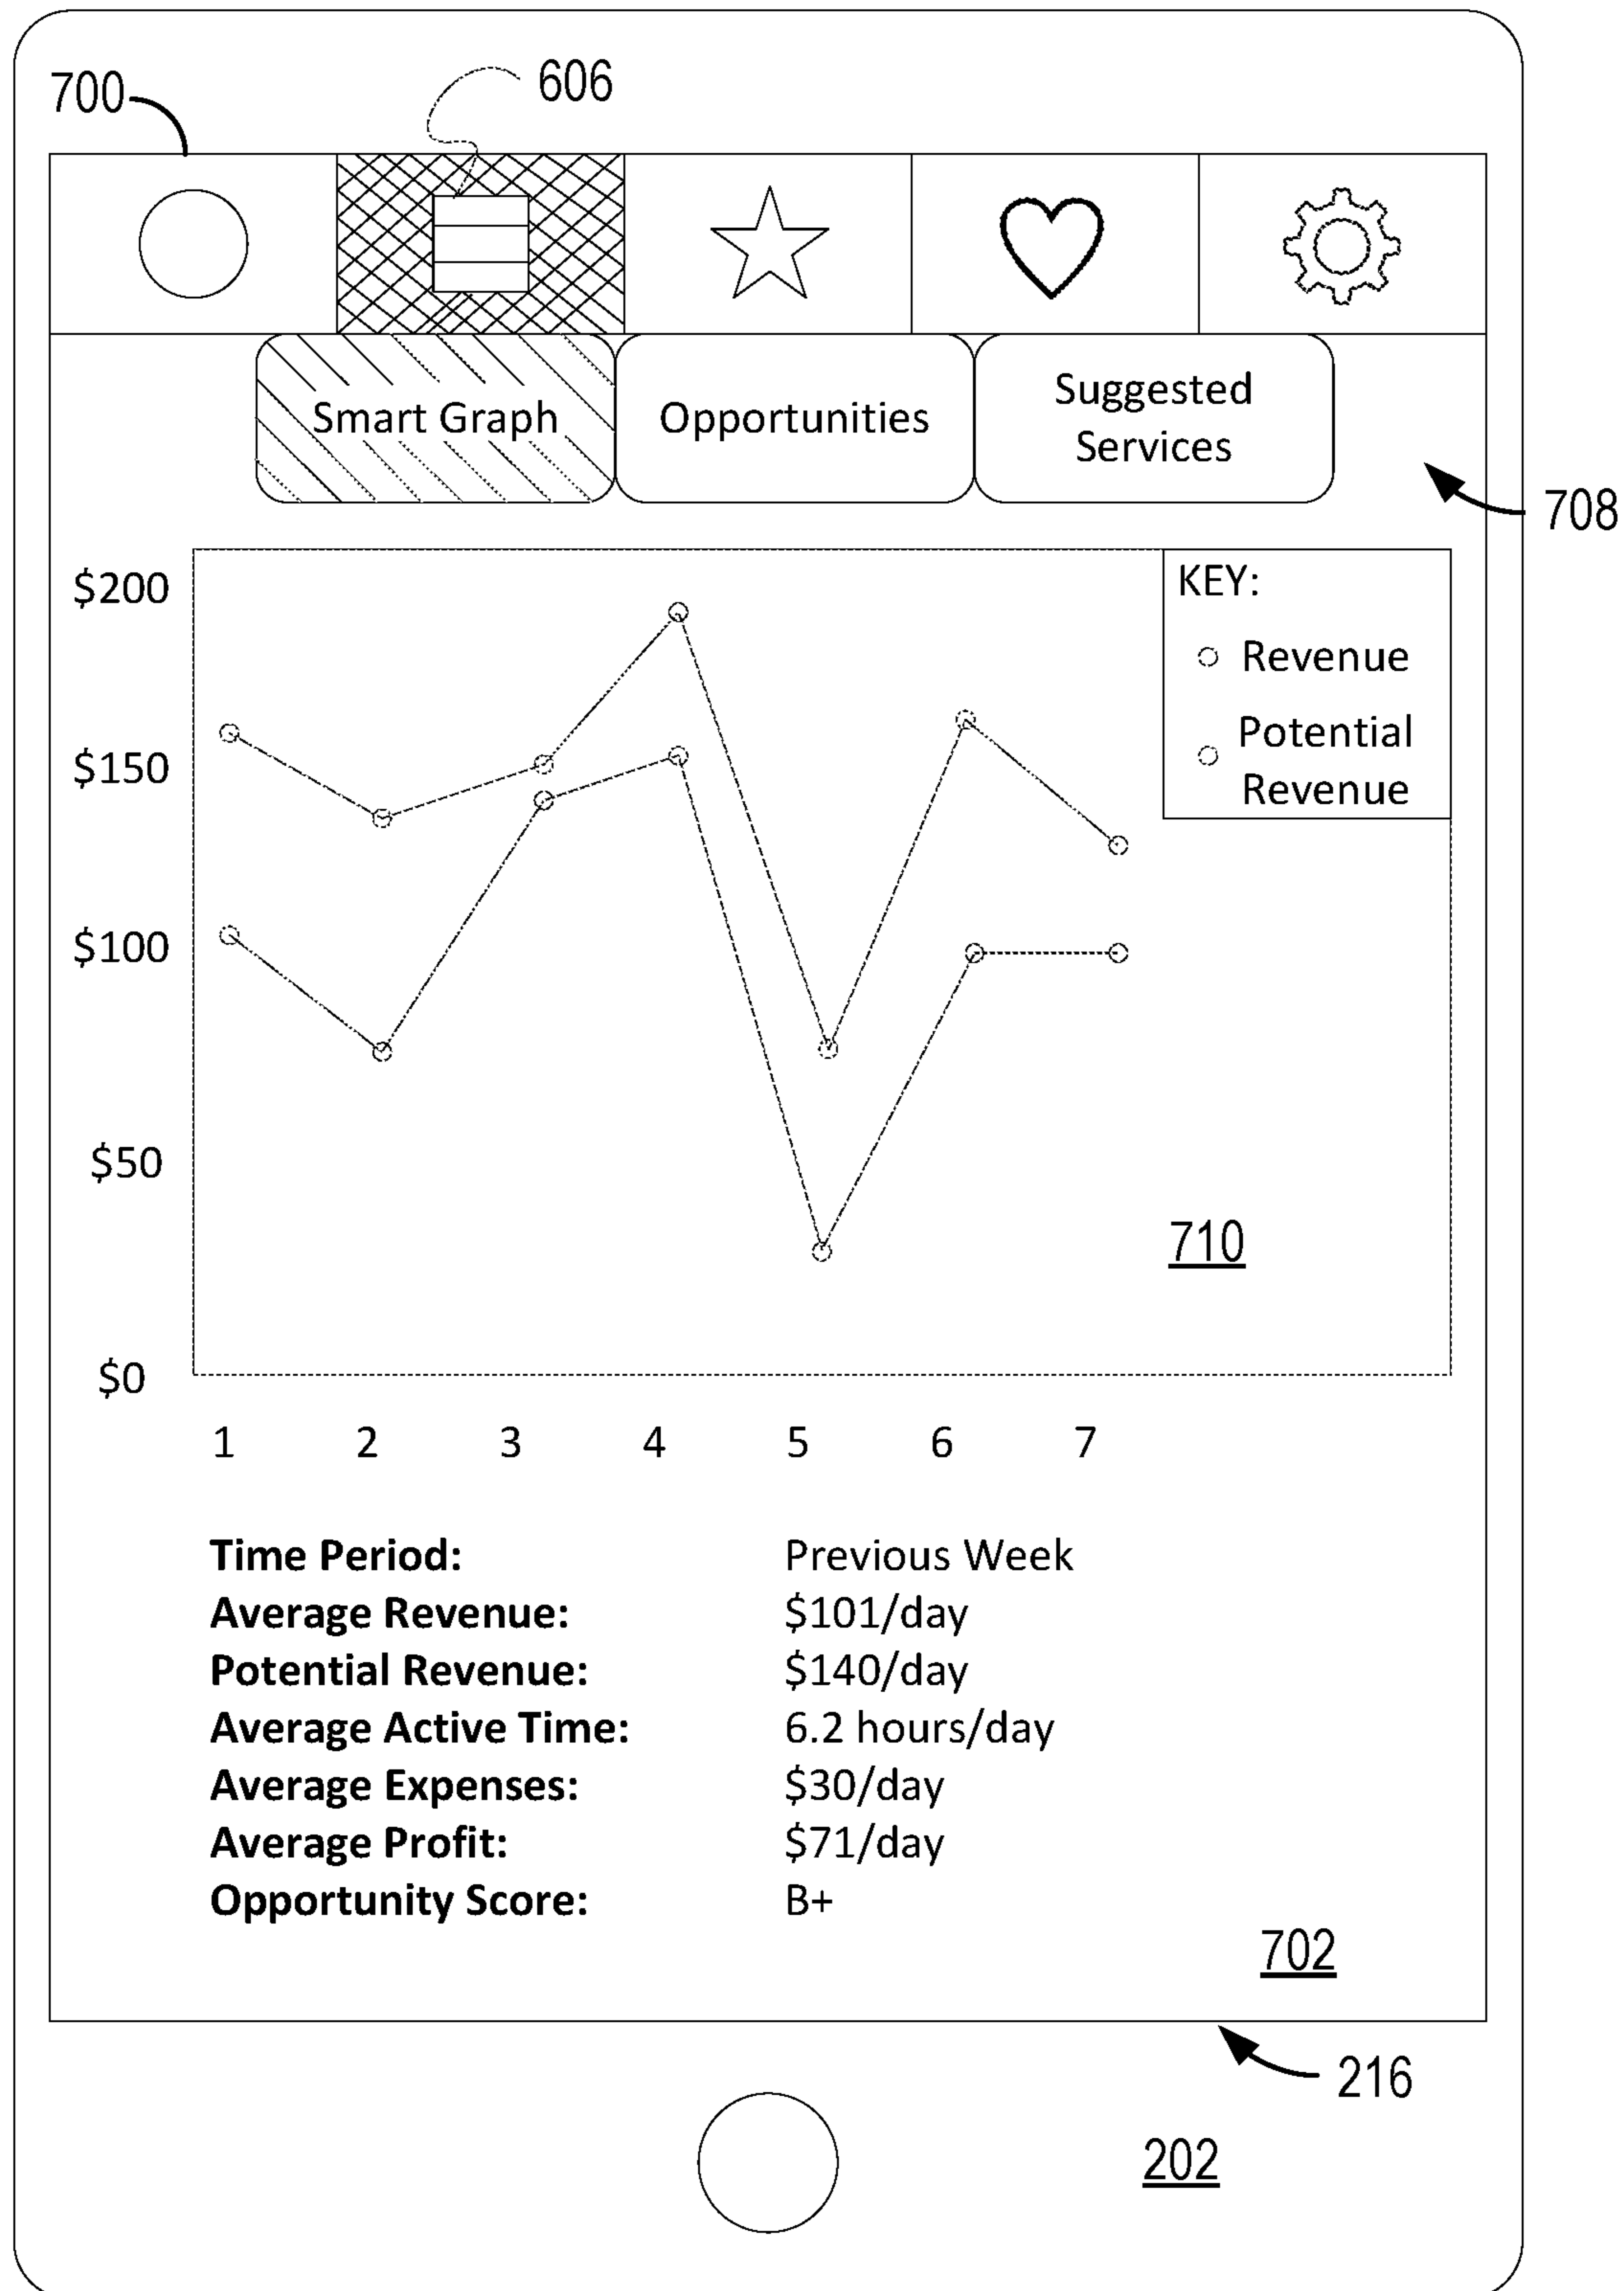 700
606
Smart Graph
Opportunities
Suggested
Services
708
$200
$150
$100
$50
$0
KEY:
Revenue
Potential
Revenue
710
1 2 3 4 5 6 7
Time Period: Previous Week
Average Revenue: $101/day
Potential Revenue: $140/day
Average Active Time: 6.2 hours/day
Average Expenses: $30/day
Average Profit: $71/day
Opportunity Score: B+
702
216
202